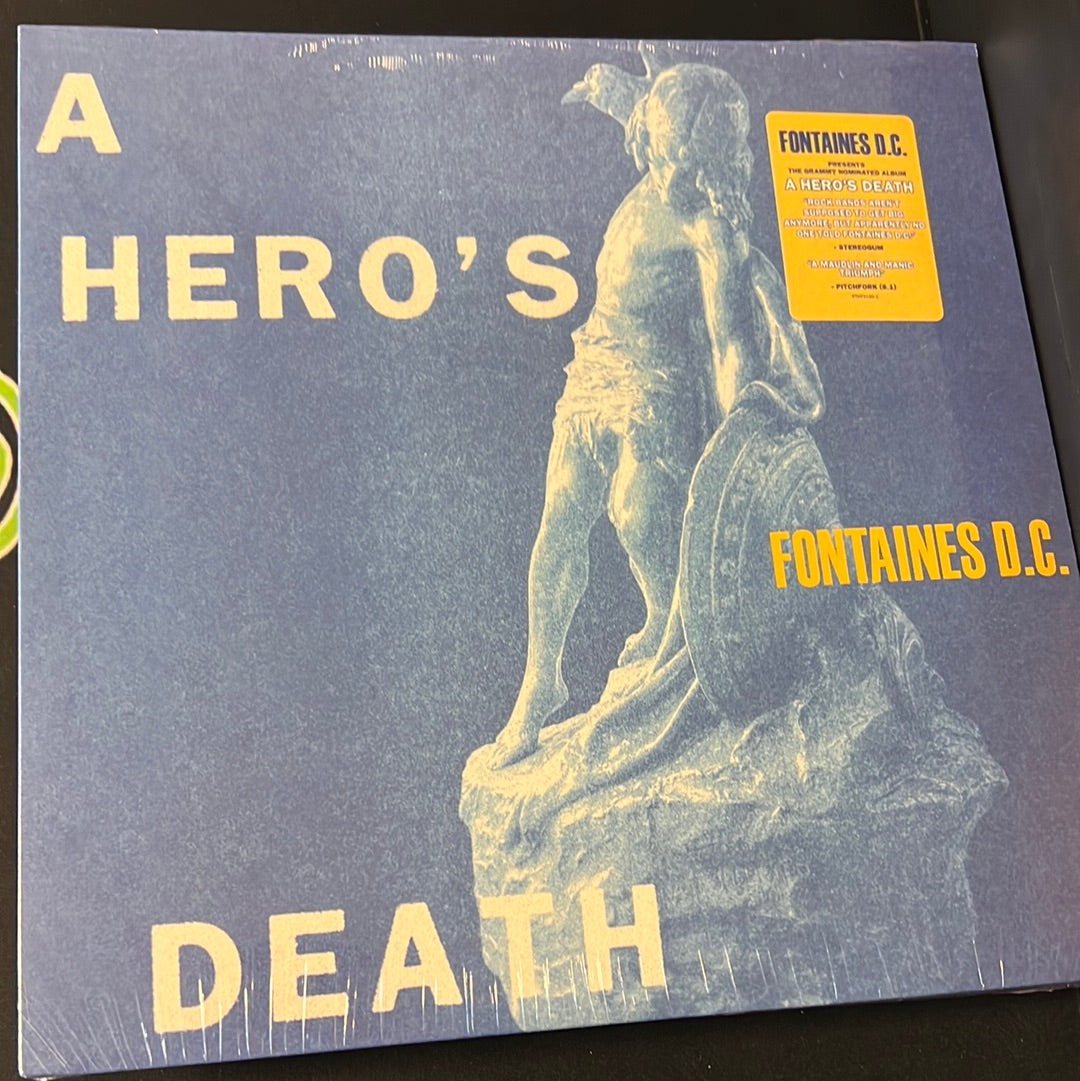 A
HERO'S
DEATH
FONTAINES D.C.
PRESENTS
THE GRAMMY NOMINATED ALBUM
A HERO'S DEATH
"ROCK BANDS AREN'T
SUPPOSED TO GET BIG
ANYMORE, BUT APPARENTLY NO
ONE TOLD FONTAINES D.C."
- STEREOGUM
"A MAUDLIN AND MANIC
TRIUMPH"
- PITCHFORK (8.1)
FONTAINES D.C.